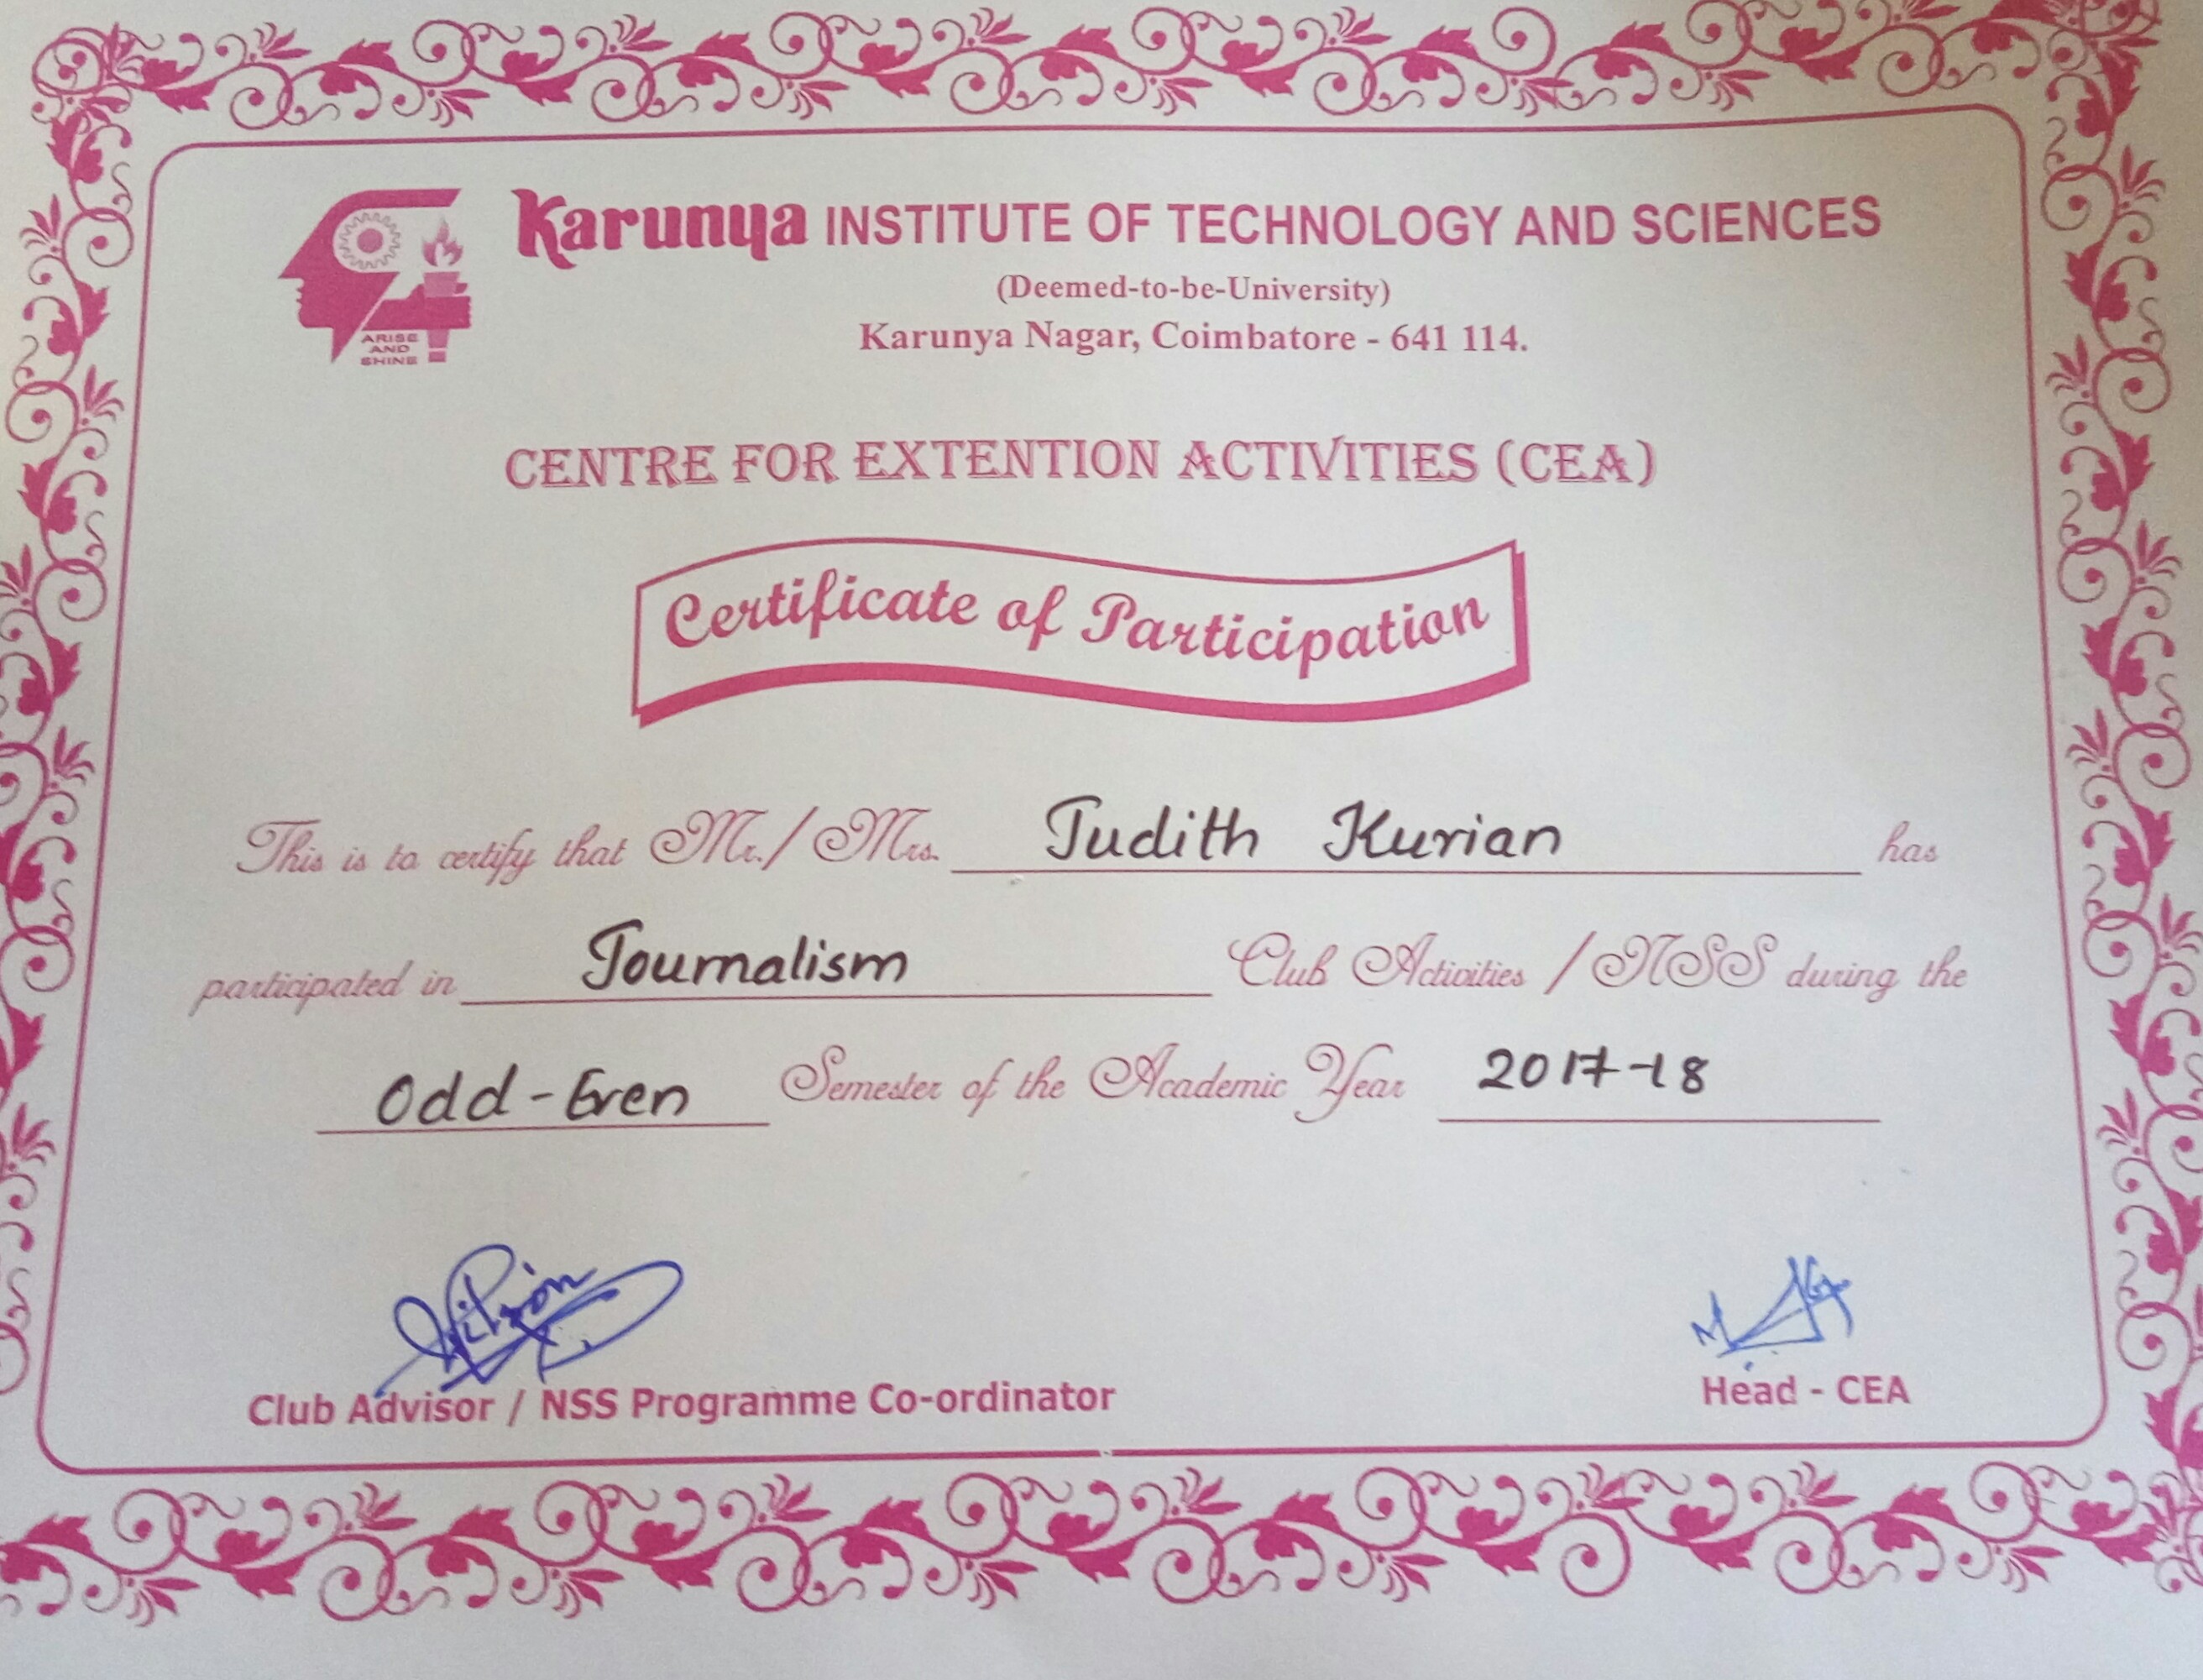 Karunya INSTITUTE OF TECHNOLOGY AND SCIENCES
(Deemed-to-be-University)
Karunya Nagar, Coimbatore - 641 114.
ARISE
AND
SHINE
CENTRE FOR EXTENTION ACTIVITIES (CEA)
Certificate of Participation
This is to certify that Mr./Mrs. Judith Kurian has
participated in Journalism Club Activities / NSS during the
Odd-Even Semester of the Academic Year 2017-18
Club Advisor / NSS Programme Co-ordinator
Head - CEA